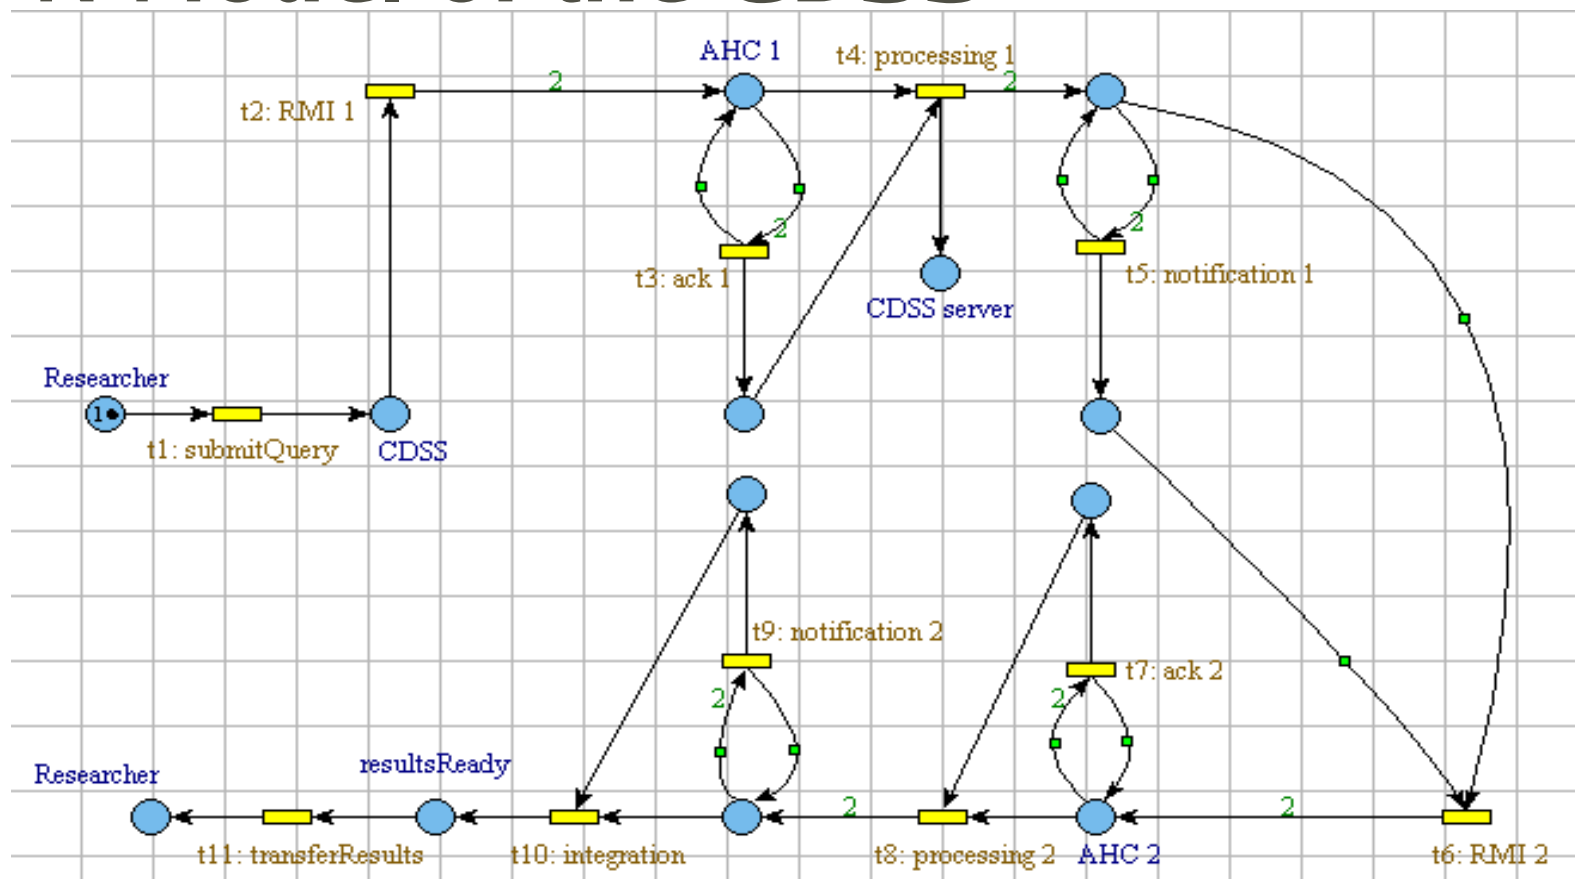 AHC 1
t4: processing 1
2
2
t2: RMI 1
2
2
t3: ack 1
t5: notification 1
CDSS server
Researcher
1
t1: submitQuery
CDSS
t9: notification 2
t7: ack 2
2
2
Researcher
resultsReady
2
2
t11: transferResults
t10: integration
t8: processing 2
AHC 2
t6: RMI 2